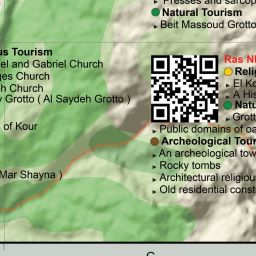 Presses and sarcop
Natural Tourism
Beit Massoud Grotto
us Tourism
el and Gabriel Church
ges Church
h Church
y Grotto ( Al Saydeh Grotto )
of Kour
Mar Shayna )
Ras N
Relig
El Ko
A His
Natu
Grott
Public domains of oa
Archeological Tour
An archeological tow
Rocky tombs
Architectural religious
Old residential const